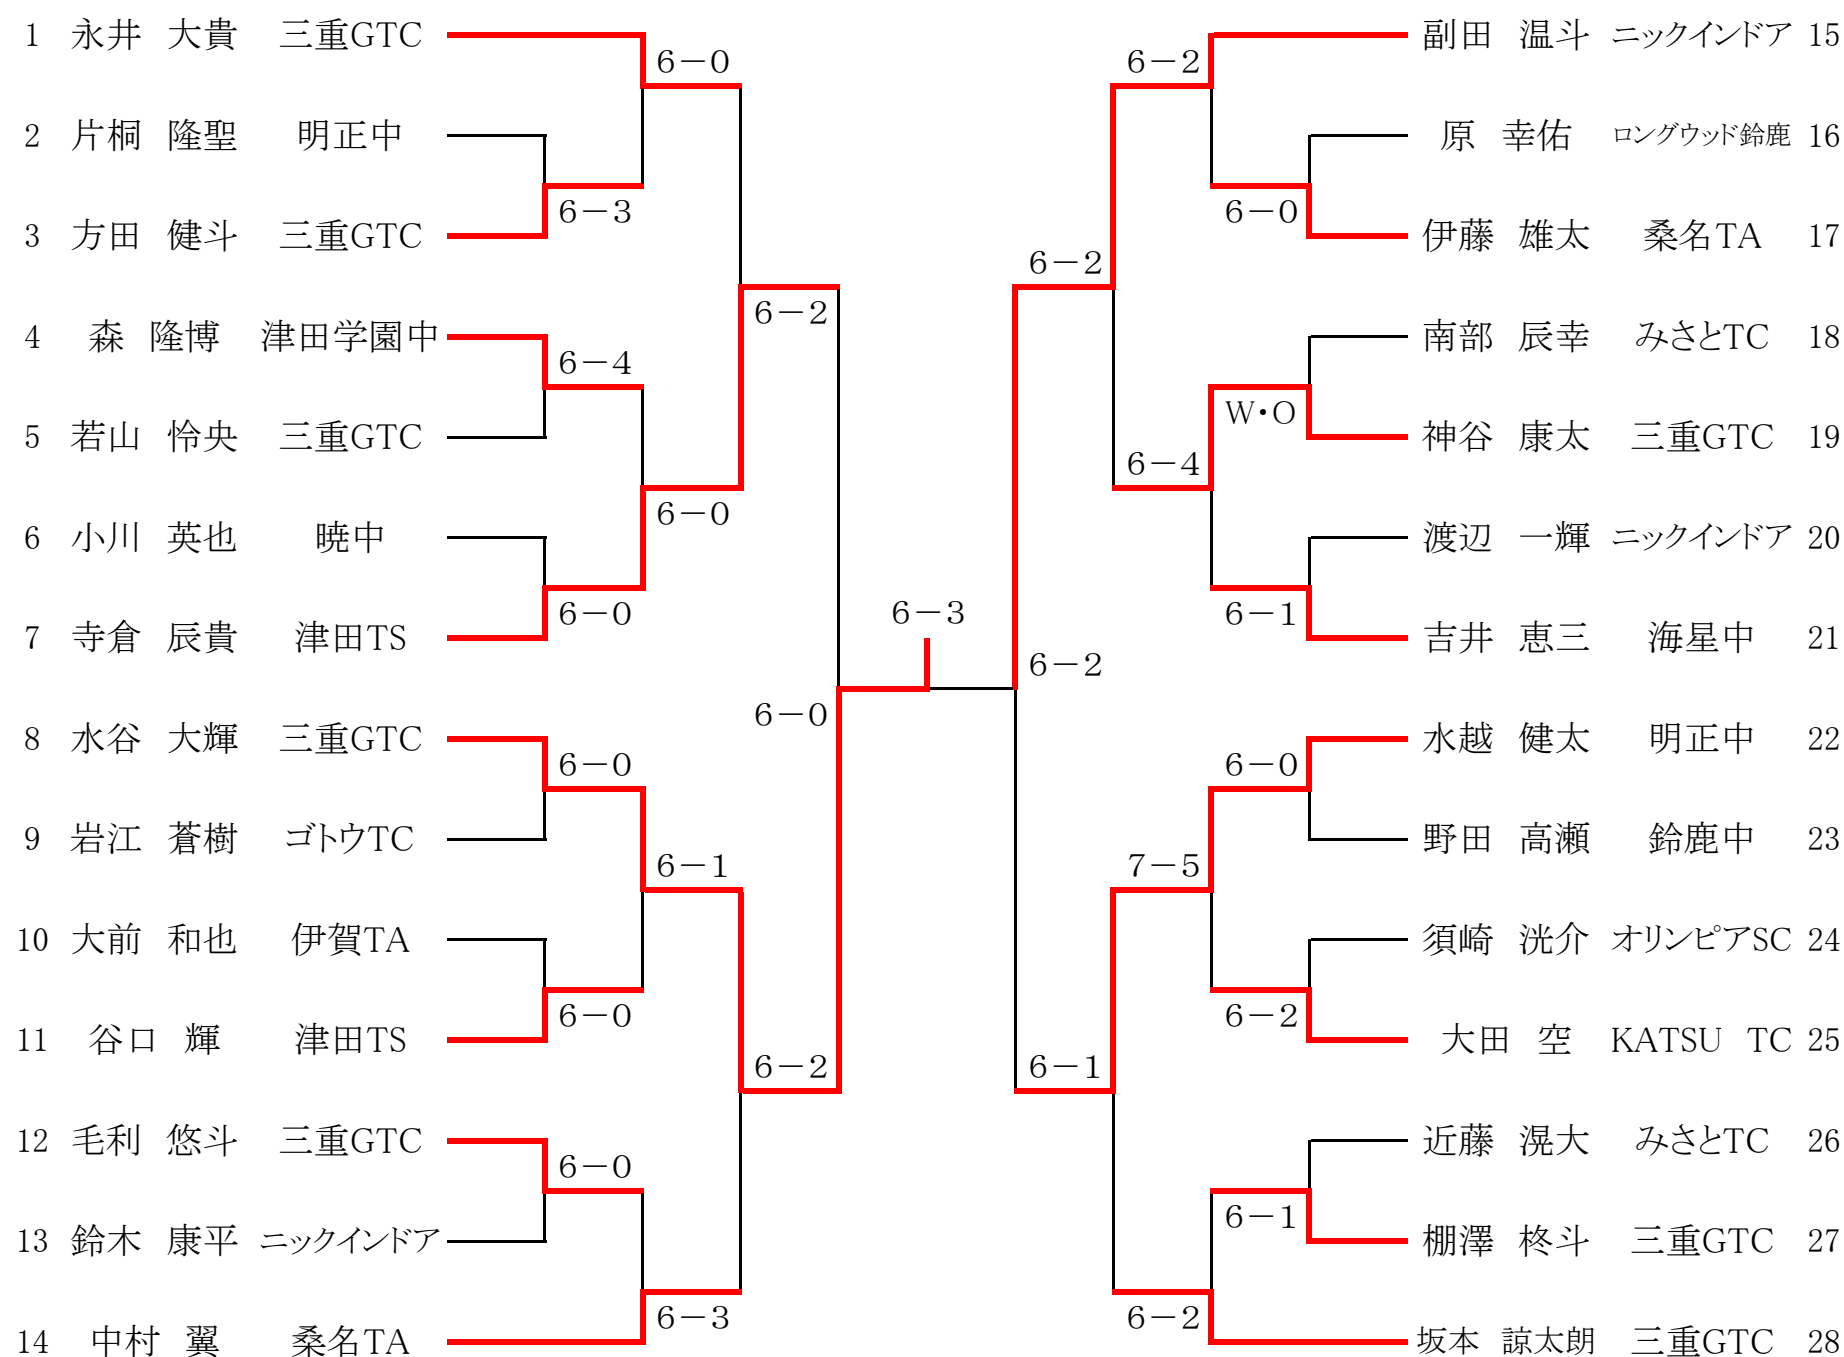 1 永井 大貴 三重GTC
6－0
2 片桐 隆聖 明正中
6－3
3 方田 健斗 三重GTC
6－2
4 森 隆博 津田学園中
6－4
5 若山 怜央 三重GTC
6－0
6 小川 英也 暁中
6－0
7 寺倉 辰貴 津田TS
6－0
8 水谷 大輝 三重GTC
6－0
9 岩江 蒼樹 ゴトウTC
6－1
10 大前 和也 伊賀TA
6－0
11 谷口 輝 津田TS
6－2
12 毛利 悠斗 三重GTC
6－0
13 鈴木 康平 ニックインドア
6－3
14 中村 翼 桑名TA
6－3
副田 温斗 ニックインドア 15
6－2
原 幸佑 ロングウッド鈴鹿 16
6－0
伊藤 雄太 桑名TA 17
6－2
南部 辰幸 みさとTC 18
W・O
神谷 康太 三重GTC 19
6－4
渡辺 一輝 ニックインドア 20
6－1
吉井 恵三 海星中 21
6－2
水越 健太 明正中 22
6－0
野田 高瀬 鈴鹿中 23
7－5
須崎 洸介 オリンピアSC 24
6－2
大田 空 KATSU TC 25
6－1
近藤 滉大 みさとTC 26
6－1
棚澤 柊斗 三重GTC 27
6－2
坂本 諒太朗 三重GTC 28